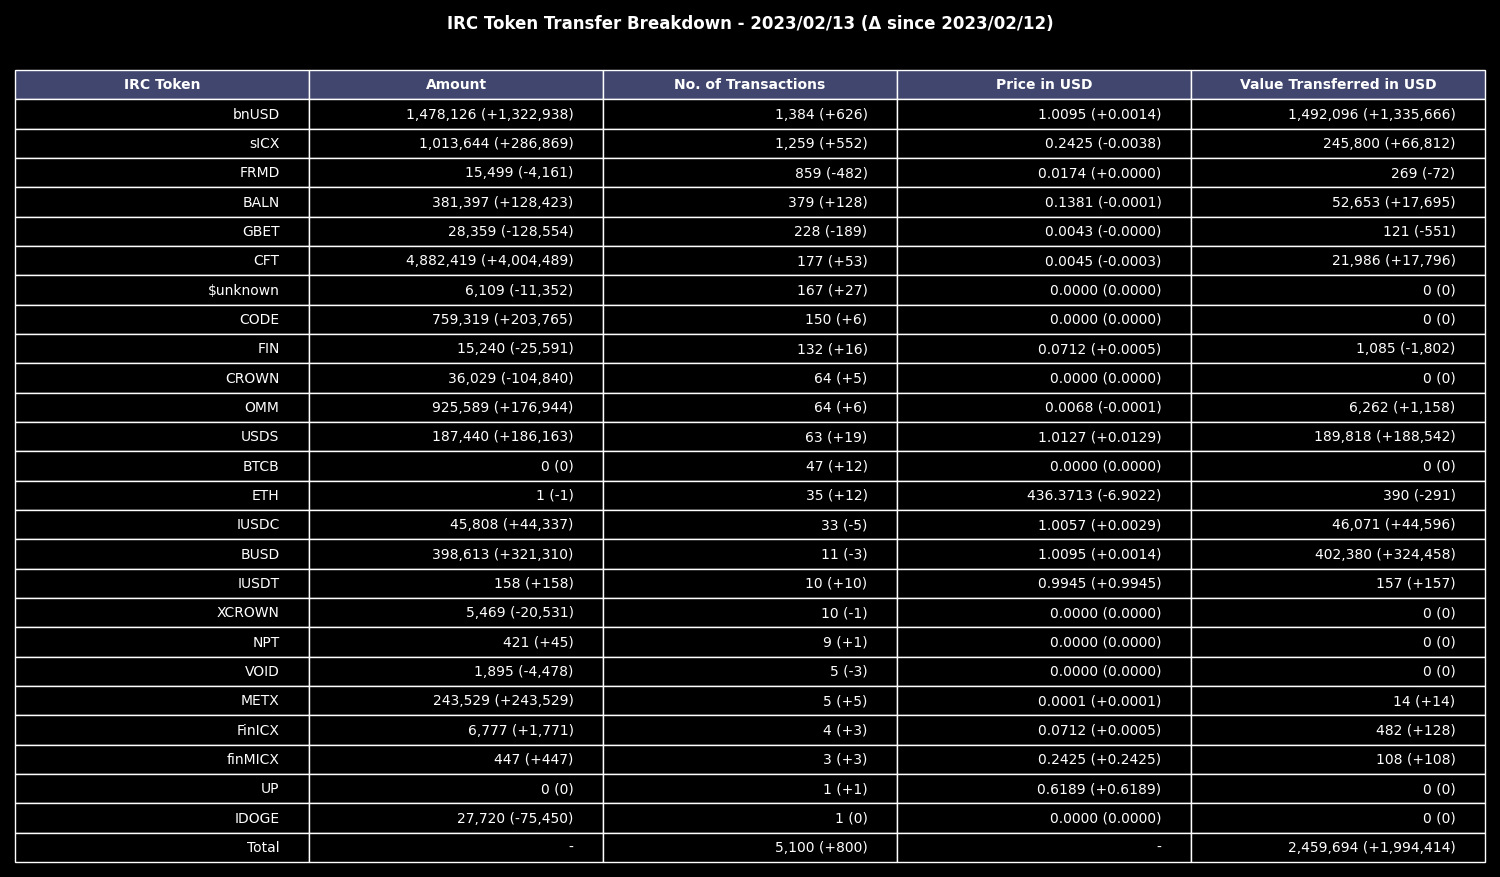 IRC Token Transfer Breakdown - 2023/02/13 (Δ since 2023/02/12)
IRC Token Amount No. of Transactions Price in USD Value Transferred in USD
bnUSD 1,478,126 (+1,322,938) 1,384 (+626) 1.0095 (+0.0014) 1,492,096 (+1,335,666)
sICX 1,013,644 (+286,869) 1,259 (+552) 0.2425 (-0.0038) 245,800 (+66,812)
FRMD 15,499 (-4,161) 859 (-482) 0.0174 (+0.0000) 269 (-72)
BALN 381,397 (+128,423) 379 (+128) 0.1381 (-0.0001) 52,653 (+17,695)
GBET 28,359 (-128,554) 228 (-189) 0.0043 (-0.0000) 121 (-551)
CFT 4,882,419 (+4,004,489) 177 (+53) 0.0045 (-0.0003) 21,986 (+17,796)
$unknown 6,109 (-11,352) 167 (+27) 0.0000 (0.0000) 0 (0)
CODE 759,319 (+203,765) 150 (+6) 0.0000 (0.0000) 0 (0)
FIN 15,240 (-25,591) 132 (+16) 0.0712 (+0.0005) 1,085 (-1,802)
CROWN 36,029 (-104,840) 64 (+5) 0.0000 (0.0000) 0 (0)
OMM 925,589 (+176,944) 64 (+6) 0.0068 (-0.0001) 6,262 (+1,158)
USDS 187,440 (+186,163) 63 (+19) 1.0127 (+0.0129) 189,818 (+188,542)
BTCB 0 (0) 47 (+12) 0.0000 (0.0000) 0 (0)
ETH 1 (-1) 35 (+12) 436.3713 (-6.9022) 390 (-291)
IUSDC 45,808 (+44,337) 33 (-5) 1.0057 (+0.0029) 46,071 (+44,596)
BUSD 398,613 (+321,310) 11 (-3) 1.0095 (+0.0014) 402,380 (+324,458)
IUSDT 158 (+158) 10 (+10) 0.9945 (+0.9945) 157 (+157)
XCROWN 5,469 (-20,531) 10 (-1) 0.0000 (0.0000) 0 (0)
NPT 421 (+45) 9 (+1) 0.0000 (0.0000) 0 (0)
VOID 1,895 (-4,478) 5 (-3) 0.0000 (0.0000) 0 (0)
METX 243,529 (+243,529) 5 (+5) 0.0001 (+0.0001) 14 (+14)
FinICX 6,777 (+1,771) 4 (+3) 0.0712 (+0.0005) 482 (+128)
finMICX 447 (+447) 3 (+3) 0.2425 (+0.2425) 108 (+108)
UP 0 (0) 1 (+1) 0.6189 (+0.6189) 0 (0)
IDOGE 27,720 (-75,450) 1 (0) 0.0000 (0.0000) 0 (0)
Total - 5,100 (+800) - 2,459,694 (+1,994,414)